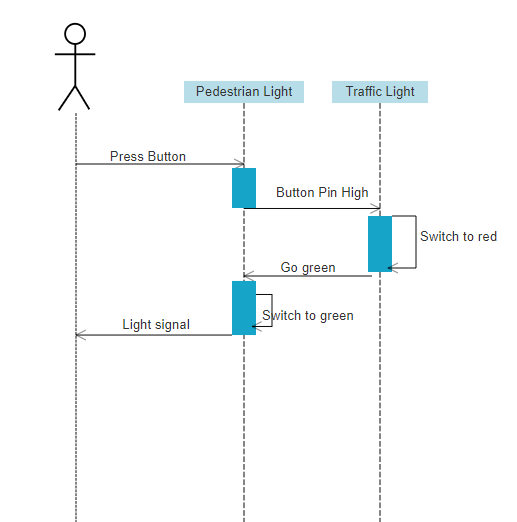 Pedestrian Light
Traffic Light
Press Button
Button Pin High
Switch to red
Go green
Switch to green
Light signal